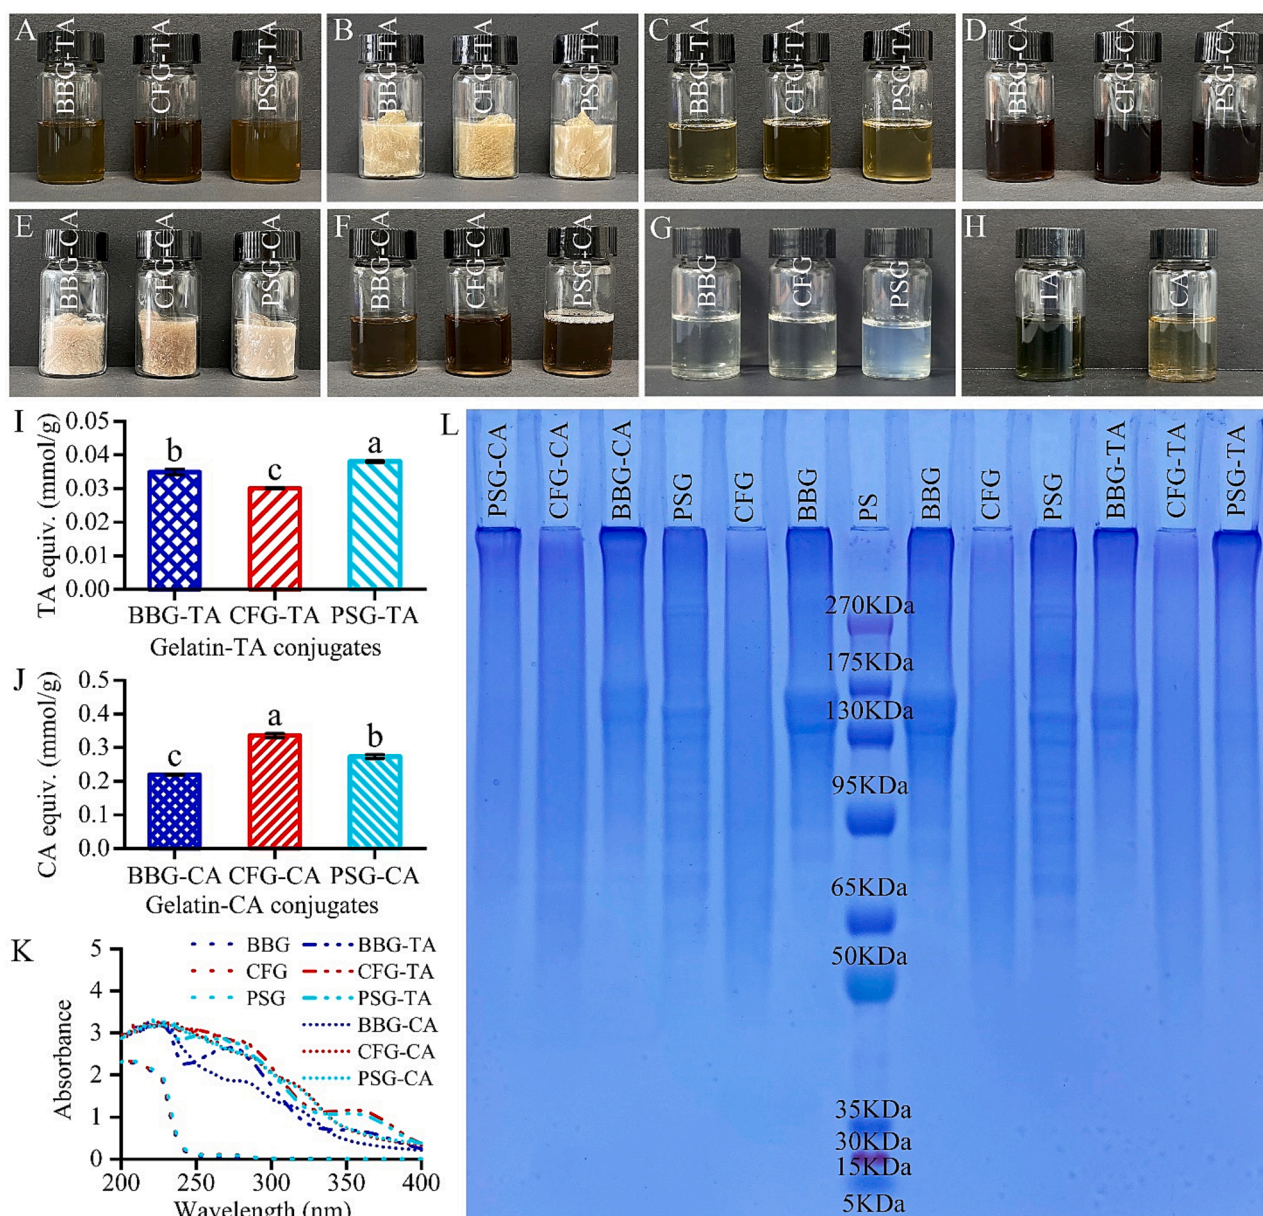 A
BBG-TA
CFG-TA
PSG-TA
B
BBG-TA
CFG-TA
PSG-TA
C
BBG-TA
CFG-TA
PSG-TA
D
BBG-CA
CFG-CA
PSG-CA
E
BBG-CA
CFG-CA
PSG-CA
F
BBG-CA
CFG-CA
PSG-CA
G
BBG
CFG
PSG
H
TA
CA
I
TA equiv. (mmol/g)
0.05
0.04
0.03
0.02
0.01
0.00
b
c
a
BBG-TA CFG-TA PSG-TA
Gelatin-TA conjugates
J
CA equiv. (mmol/g)
0.5
0.4
0.3
0.2
0.1
0.0
c
a
b
BBG-CA CFG-CA PSG-CA
Gelatin-CA conjugates
K
Absorbance
5
4
3
2
1
0
BBG
CFG
PSG
BBG-TA
CFG-TA
PSG-TA
BBG-CA
CFG-CA
PSG-CA
200 250 300 350 400
Wavelength (nm)
L
PSG-CA
CFG-CA
BBG-CA
PSG
CFG
BBG
PS
BBG
CFG
PSG
BBG-TA
CFG-TA
PSG-TA
270KDa
175KDa
130KDa
95KDa
65KDa
50KDa
35KDa
30KDa
15KDa
5KDa